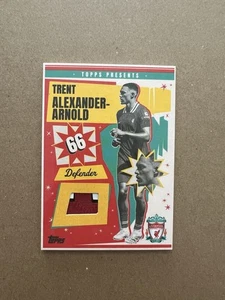 TOPPS PRESENTS
TRENT
ALEXANDER-
ARNOLD
66
Defender
TOPPS